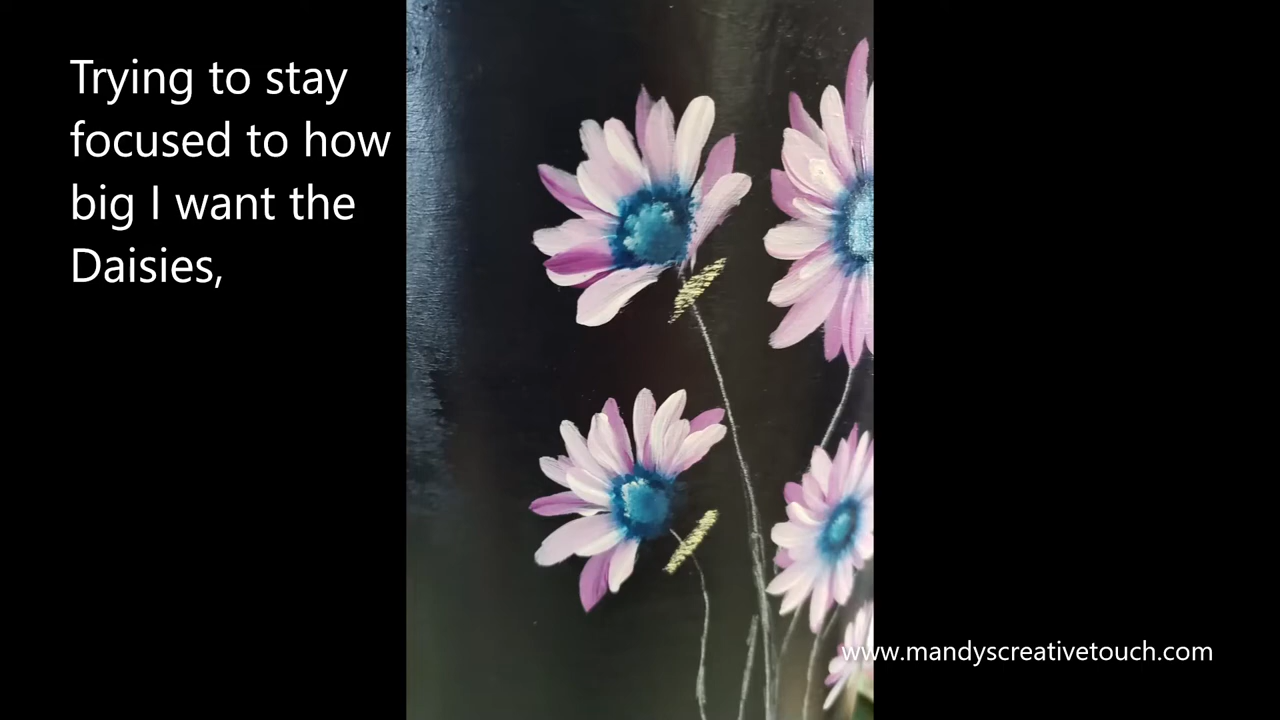 Trying to stay
focused to how
big I want the
Daisies,
www.mandyscreativetouch.com